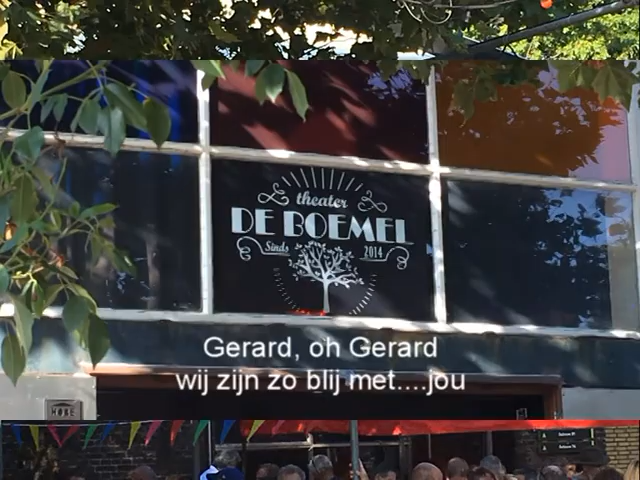 theater
DE BOEMEL
Sinds 2014
Gerard, oh Gerard
wij zijn zo blij met....jou